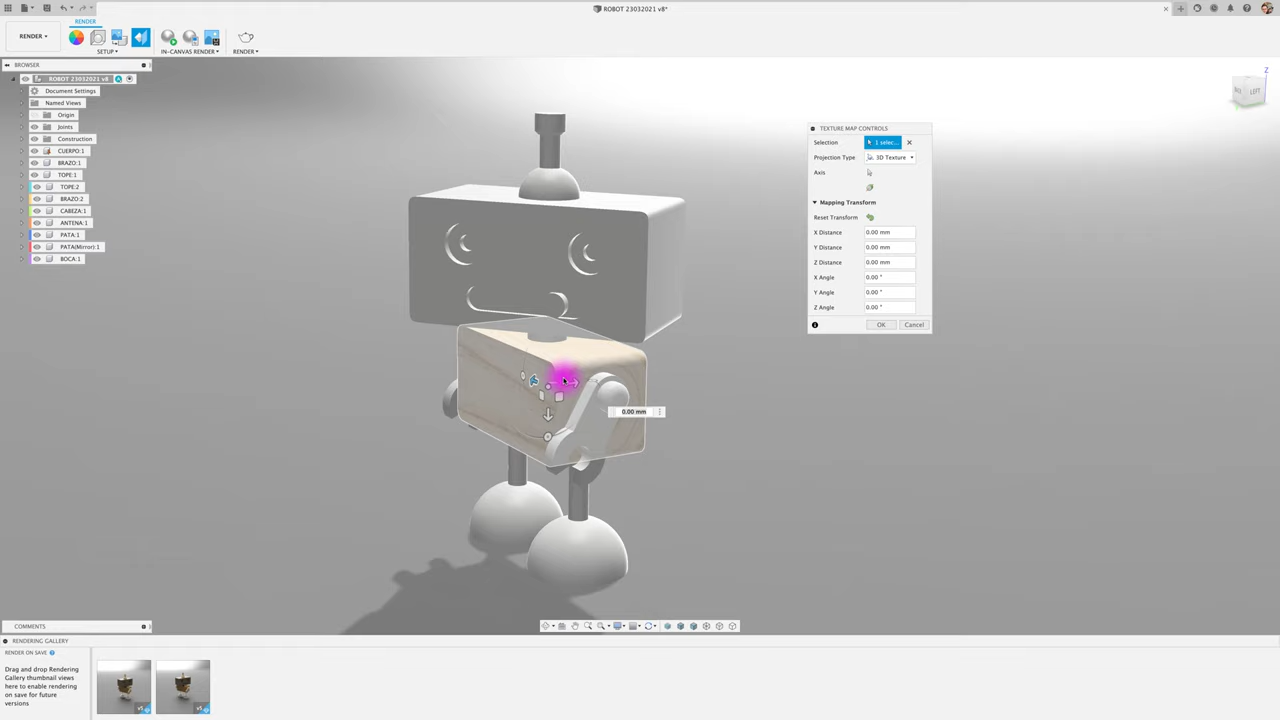 ROBOT 23032021 v8*
RENDER
RENDER ▾
SETUP ▾
IN-CANVAS RENDER ▾
RENDER ▾
BROWSER
ROBOT 23032021 v8
Document Settings
Named Views
Origin
Joints
Construction
CUERPO:1
BRAZO:1
TOPE:1
TOPE:2
BRAZO:2
CABEZA:1
ANTENA:1
PATA:1
PATA(Mirror):1
BOCA:1
Z
LEFT
TEXTURE MAP CONTROLS
Selection 1 selec...
Projection Type 3D Texture
Axis
Mapping Transform
Reset Transform
X Distance 0.00 mm
Y Distance 0.00 mm
Z Distance 0.00 mm
X Angle 0.00 °
Y Angle 0.00 °
Z Angle 0.00 °
OK Cancel
0.00 mm
COMMENTS
RENDERING GALLERY
RENDER ON SAVE
Drag and drop Rendering
Gallery thumbnail views
here to enable rendering
on save for future
versions